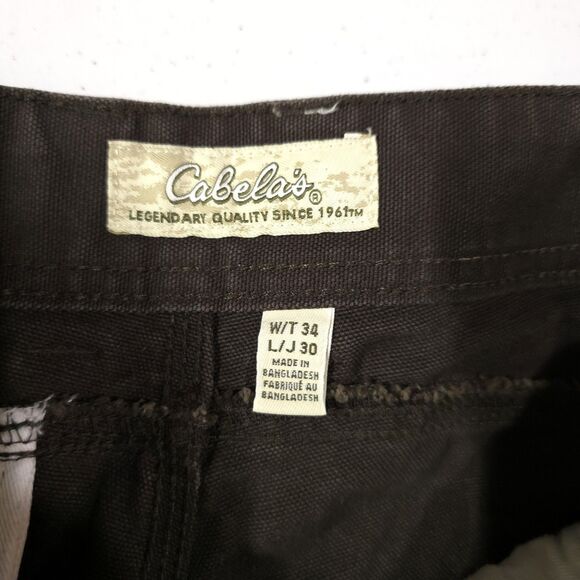 Cabela's®
LEGENDARY QUALITY SINCE 1961™
W/T 34
L/J 30
MADE IN
BANGLADESH
FABRIQUÉ AU
BANGLADESH